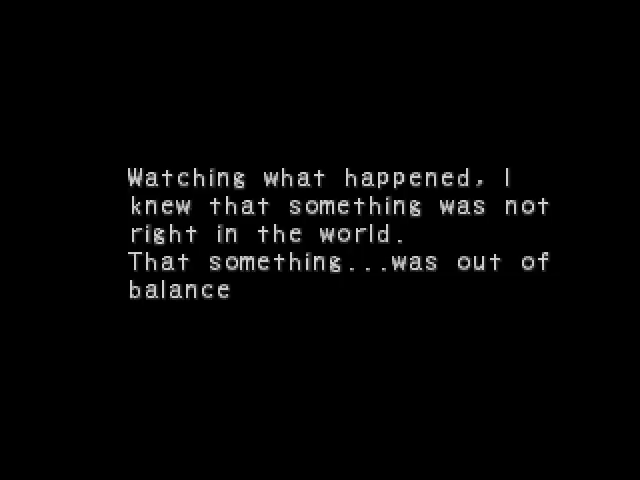 Watching what happened, I
knew that something was not
right in the world.
That something...was out of
balance